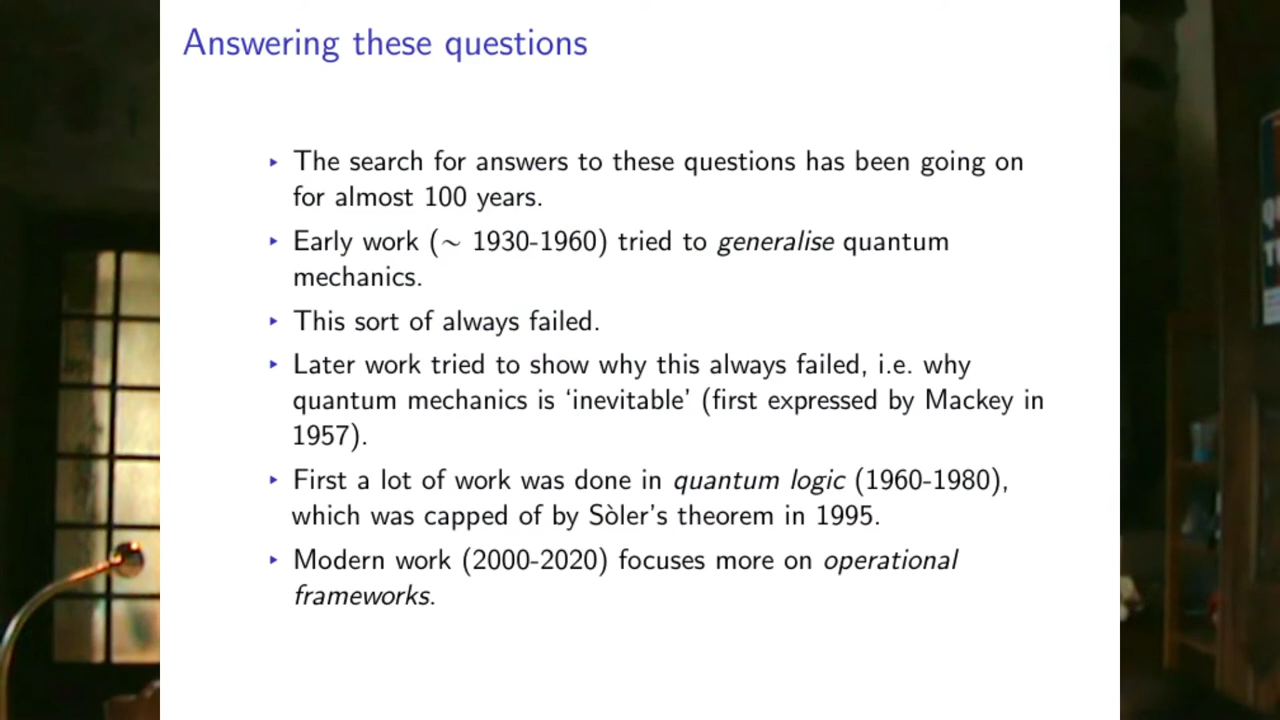 Answering these questions
‣ The search for answers to these questions has been going on
for almost 100 years.
‣ Early work (∼ 1930-1960) tried to generalise quantum
mechanics.
‣ This sort of always failed.
‣ Later work tried to show why this always failed, i.e. why
quantum mechanics is ‘inevitable’ (first expressed by Mackey in
1957).
‣ First a lot of work was done in quantum logic (1960-1980),
which was capped of by Sòler’s theorem in 1995.
‣ Modern work (2000-2020) focuses more on operational
frameworks.